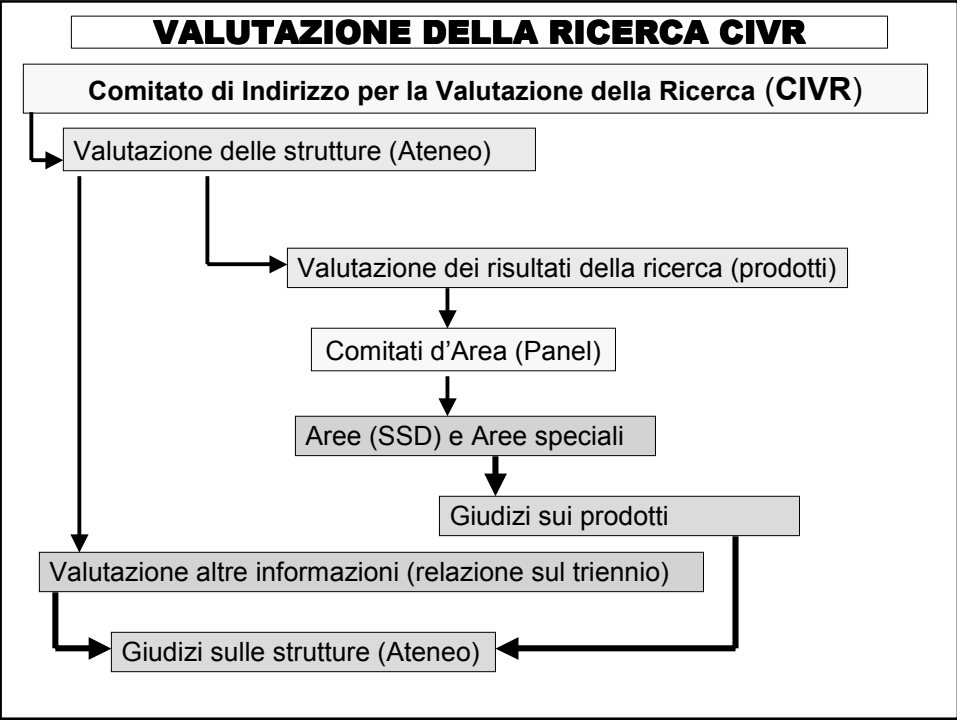 VALUTAZIONE DELLA RICERCA CIVR
Comitato di Indirizzo per la Valutazione della Ricerca (CIVR)
Valutazione delle strutture (Ateneo)
Valutazione dei risultati della ricerca (prodotti)
Comitati d’Area (Panel)
Aree (SSD) e Aree speciali
Giudizi sui prodotti
Valutazione altre informazioni (relazione sul triennio)
Giudizi sulle strutture (Ateneo)